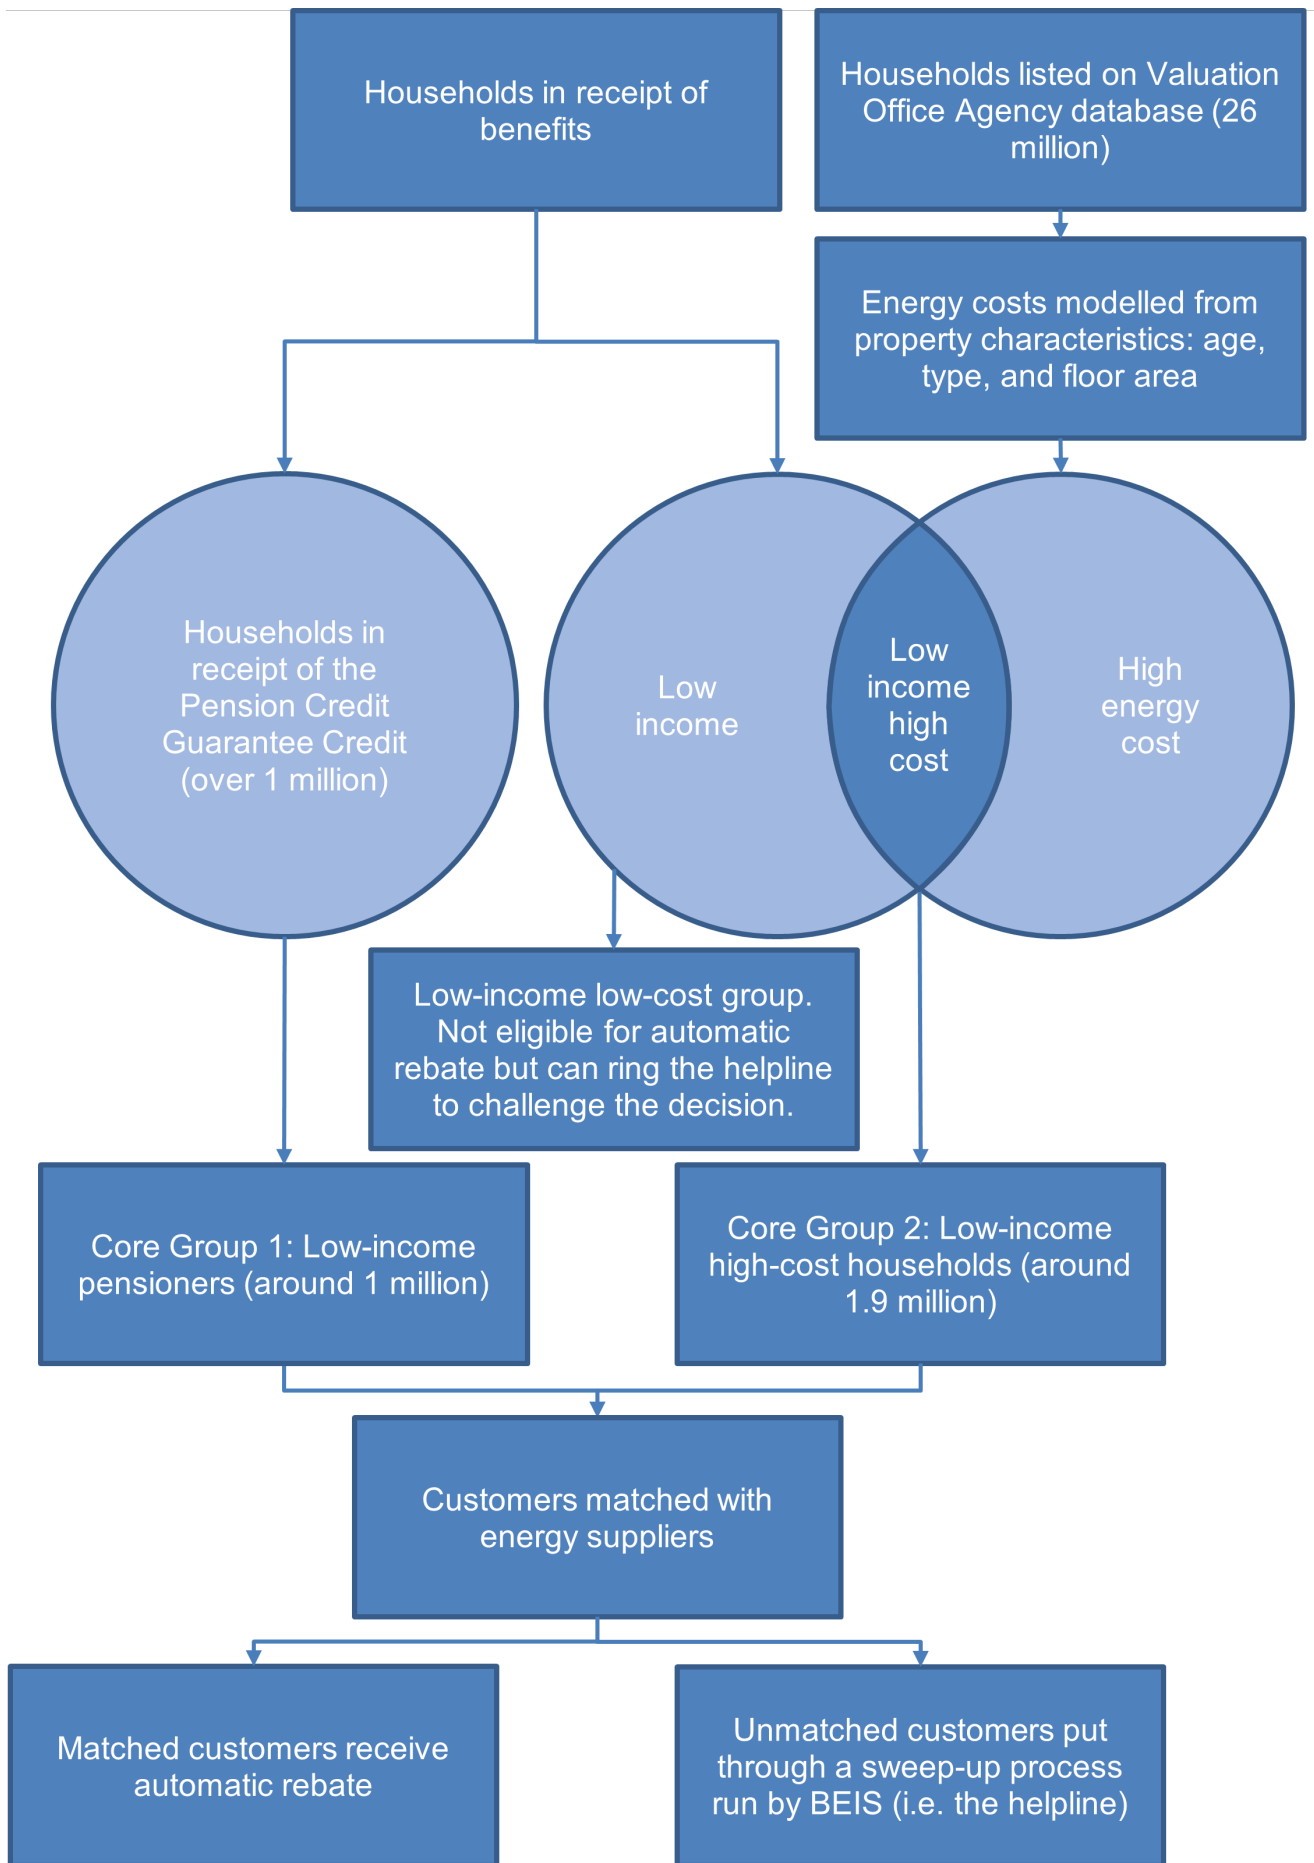 Households in receipt of
benefits
Households listed on Valuation
Office Agency database (26
million)
Energy costs modelled from
property characteristics: age,
type, and floor area
Households in
receipt of the
Pension Credit
Guarantee Credit
(over 1 million)
Low
income
Low
income
high
cost
High
energy
cost
Low-income low-cost group.
Not eligible for automatic
rebate but can ring the helpline
to challenge the decision.
Core Group 1: Low-income
pensioners (around 1 million)
Core Group 2: Low-income
high-cost households (around
1.9 million)
Customers matched with
energy suppliers
Matched customers receive
automatic rebate
Unmatched customers put
through a sweep-up process
run by BEIS (i.e. the helpline)